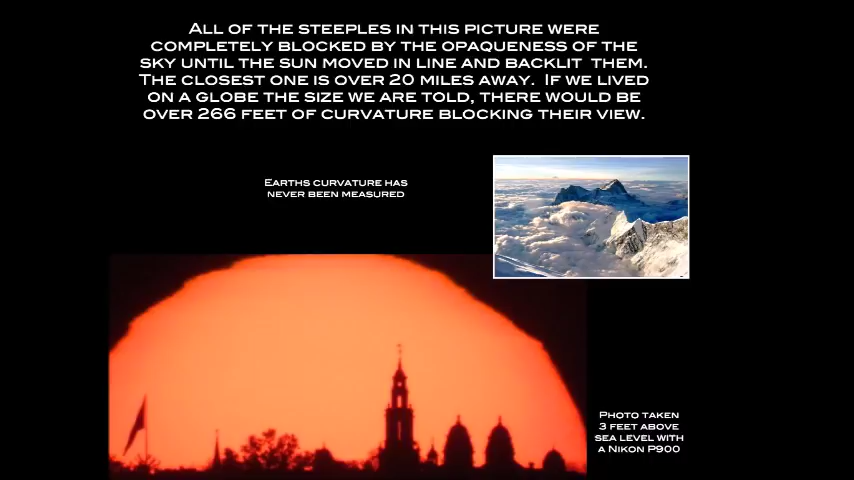 All of the steeples in this picture were
completely blocked by the opaqueness of the
sky until the sun moved in line and backlit them.
The closest one is over 20 miles away. If we lived
on a globe the size we are told, there would be
over 266 feet of curvature blocking their view.
Earths curvature has
never been measured
Photo taken
3 feet above
sea level with
a Nikon P900